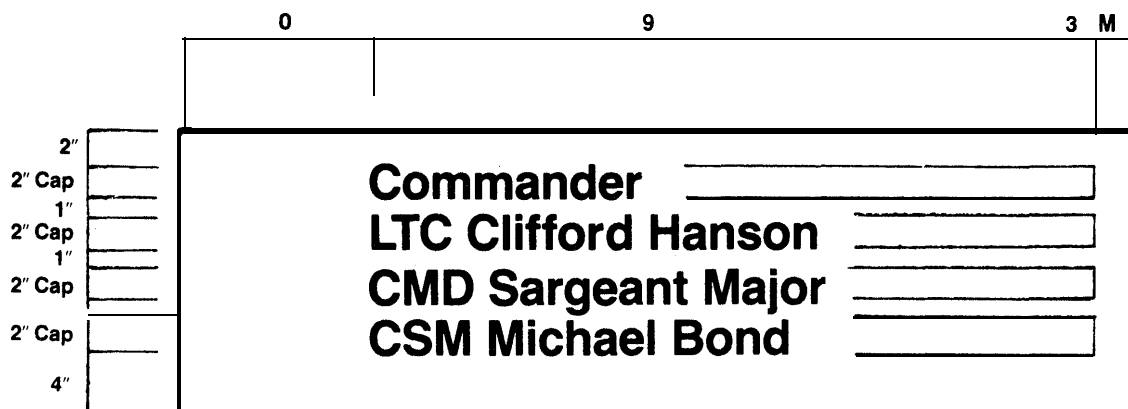 0 9 3 M
2"
2" Cap Commander
1"
2" Cap LTC Clifford Hanson
1"
2" Cap CMD Sargeant Major
2" Cap CSM Michael Bond
4"